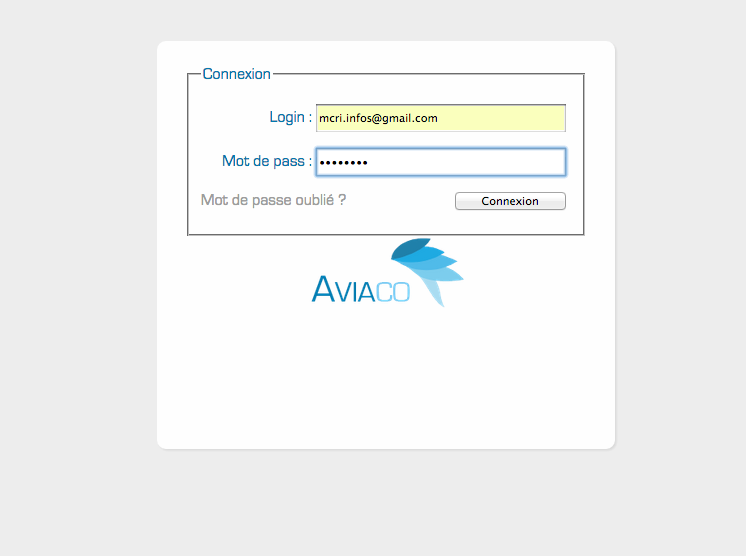 Connexion
Login : mcri.infos@gmail.com
Mot de pass : ••••••••
Mot de passe oublié ? Connexion
AVIACO